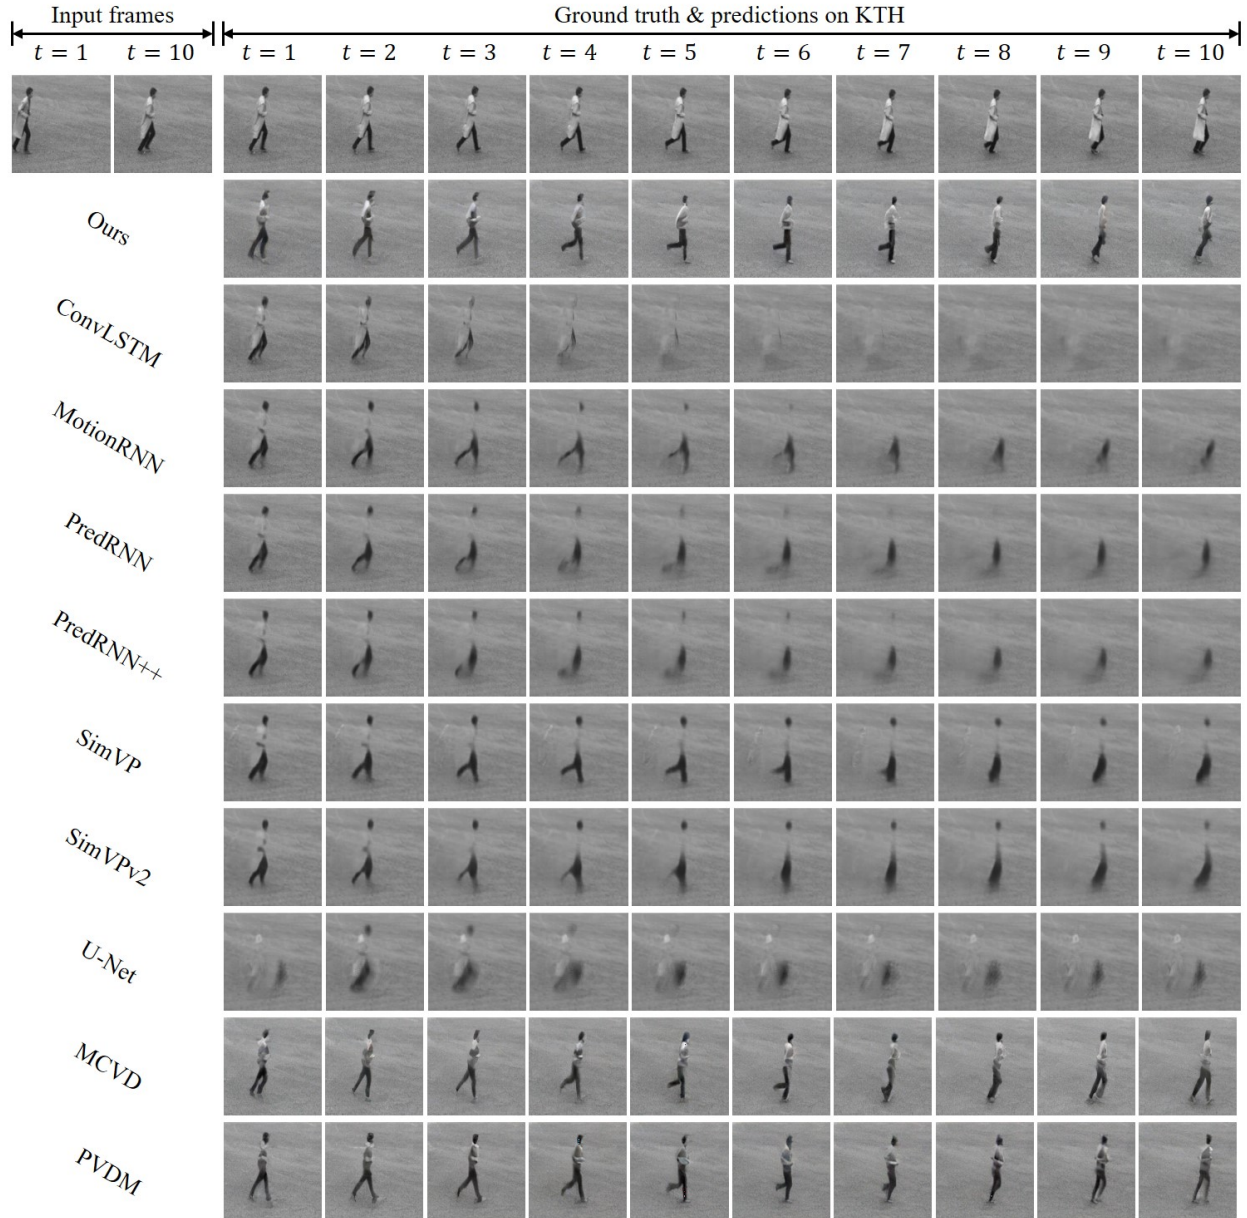 Input frames Ground truth & predictions on KTH
t = 1 t = 10 t = 1 t = 2 t = 3 t = 4 t = 5 t = 6 t = 7 t = 8 t = 9 t = 10
Ours
ConvLSTM
MotionRNN
PredRNN
PredRNN++
SimVP
SimVPv2
U-Net
MCVD
PVDM